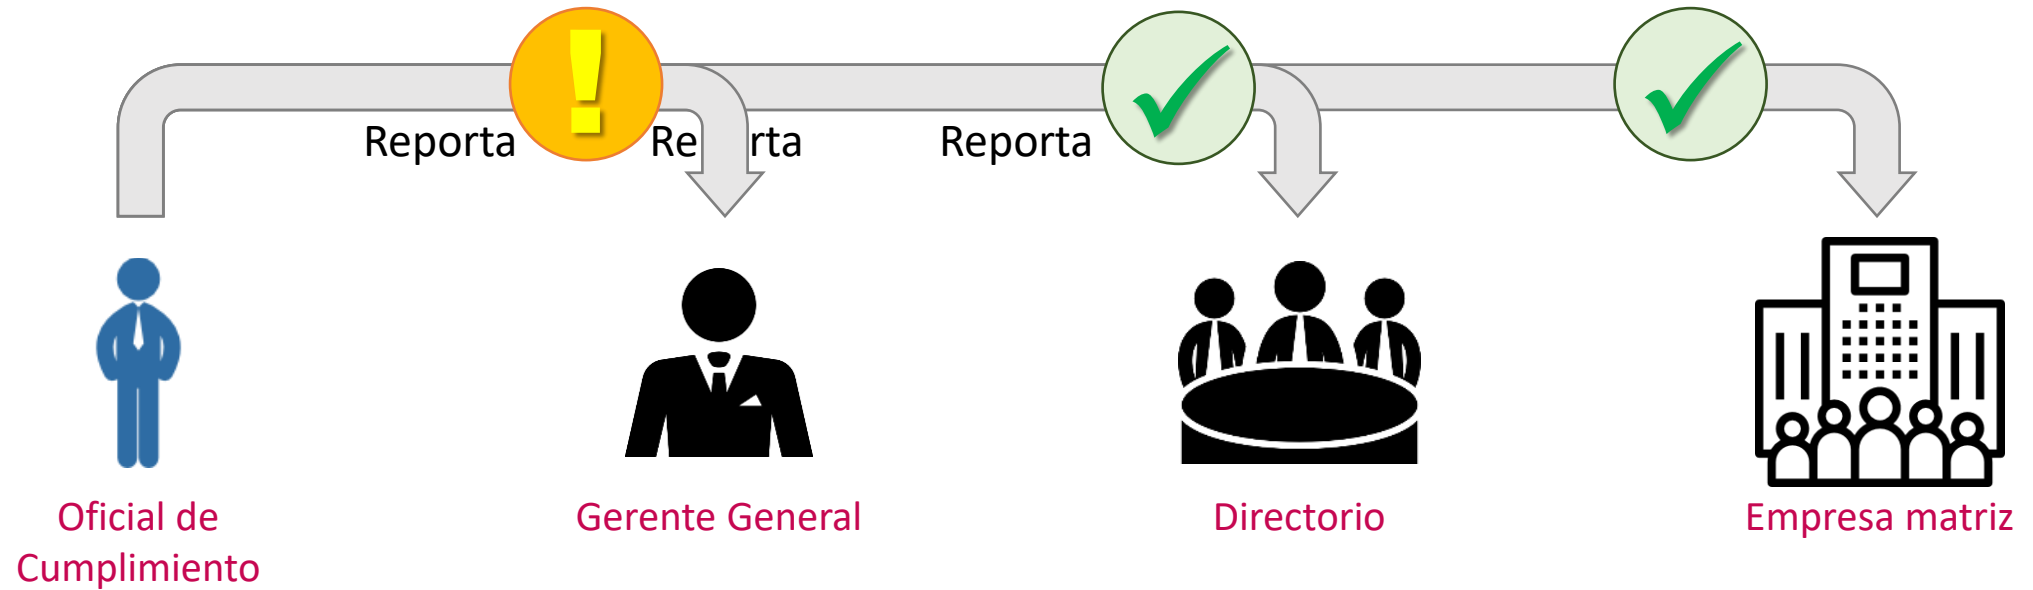 Reporta
Re rta
Reporta
Oficial de
Cumplimiento
Gerente General
Directorio
Empresa matriz